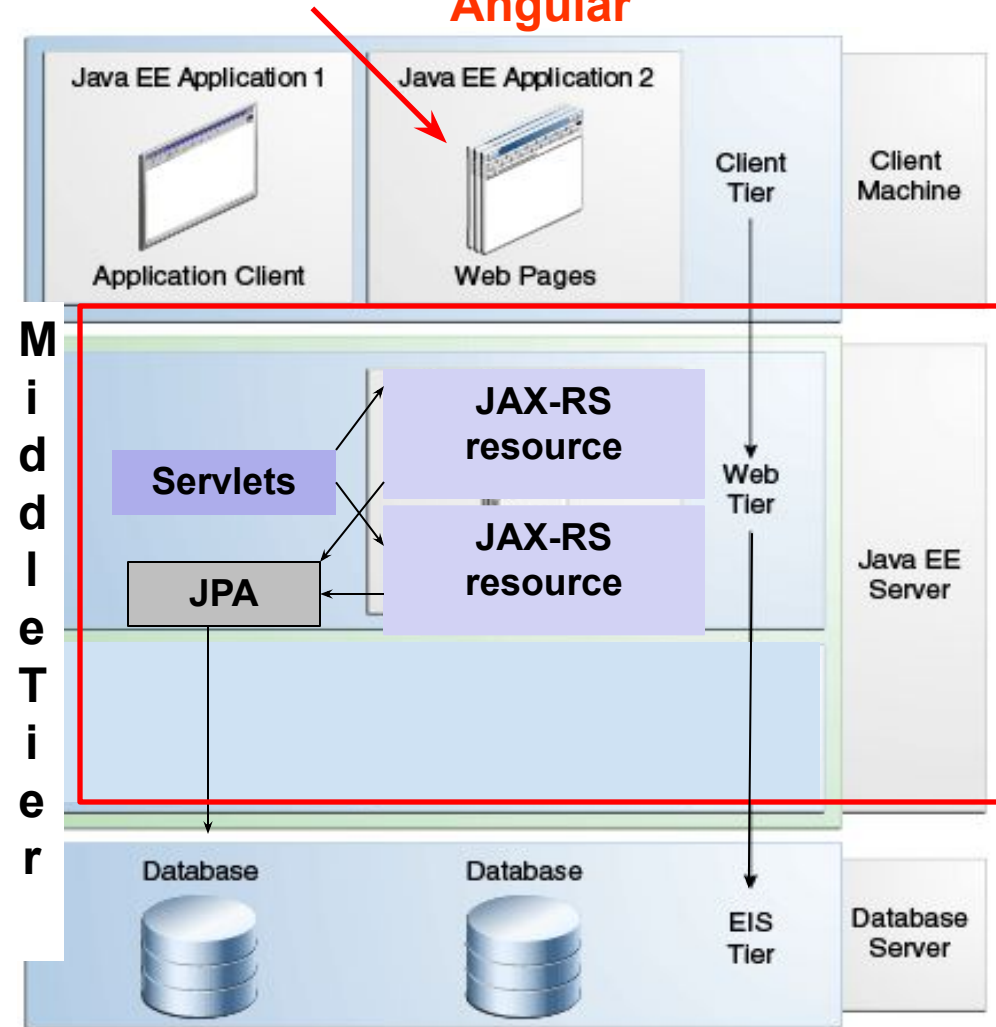 Angular
Java EE Application 1
Java EE Application 2
Application Client
Web Pages
Client
Tier
Client
Machine
MiddleTier
JAX-RS
resource
Servlets
JAX-RS
resource
JPA
Web
Tier
Java EE
Server
Database
Database
EIS
Tier
Database
Server